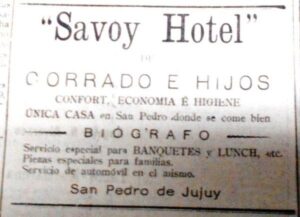 "Savoy Hotel"
DE
CORRADO E HIJOS
CONFORT, ECONOMIA É HIGIENE
ÚNICA CASA en San Pedro donde se come bien
BIÓGRAFO
Servicio especial para BANQUETES y LUNCH, etc.
Piezas especiales para familias.
Servicio de automóvil en el mismo.
San Pedro de Jujuy